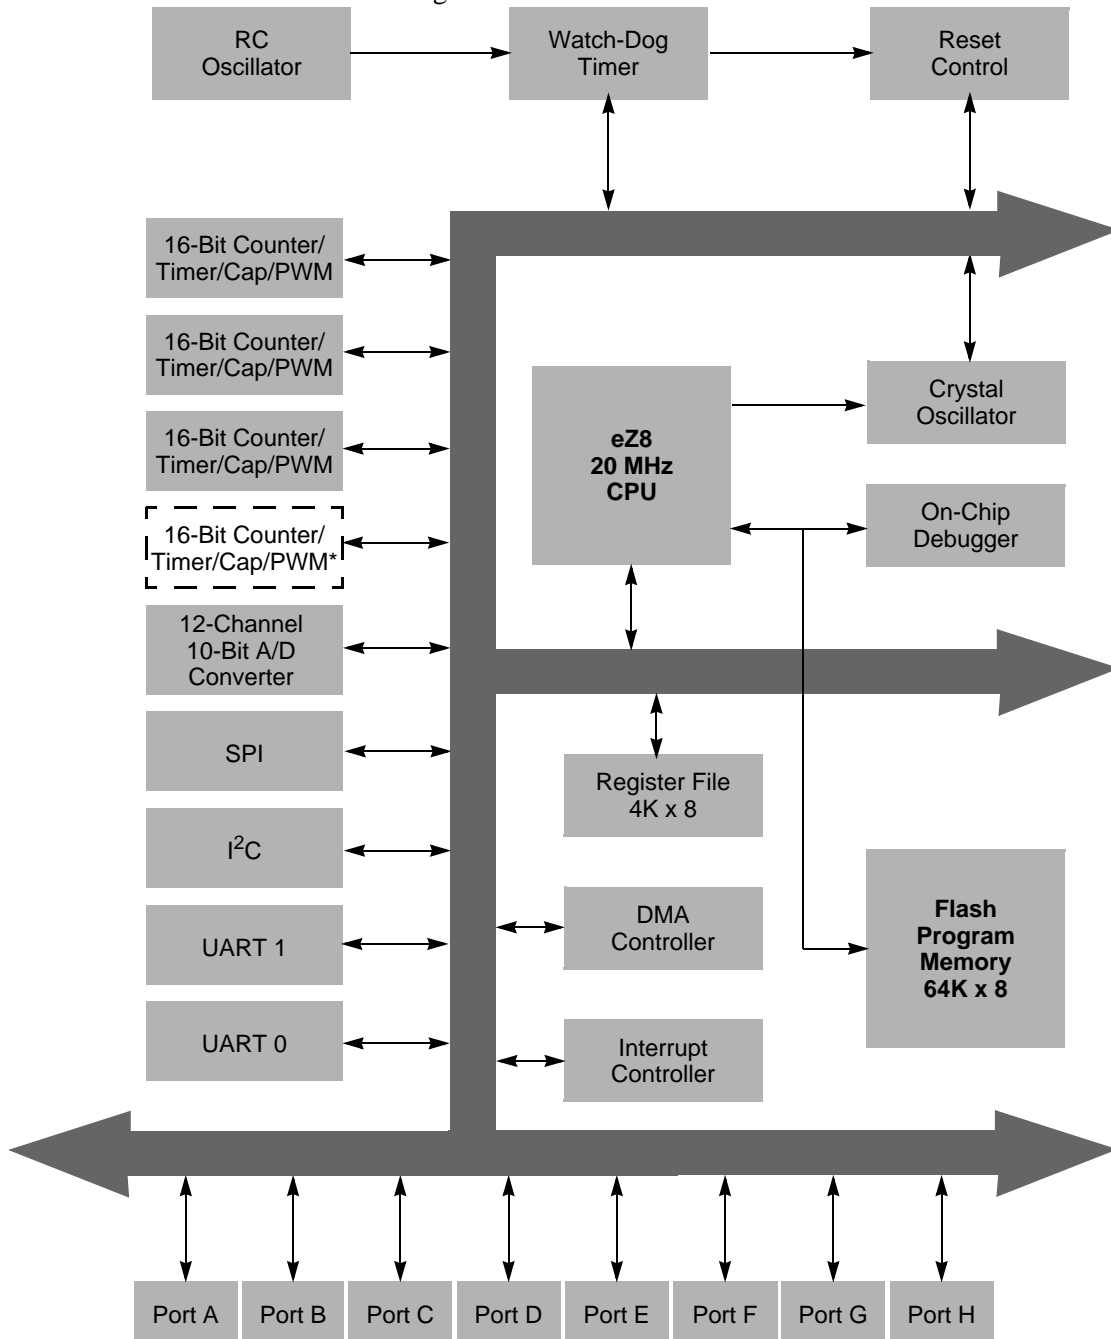 RC
Oscillator
Watch-Dog
Timer
Reset
Control
16-Bit Counter/
Timer/Cap/PWM
16-Bit Counter/
Timer/Cap/PWM
16-Bit Counter/
Timer/Cap/PWM
16-Bit Counter/
Timer/Cap/PWM*
12-Channel
10-Bit A/D
Converter
SPI
I²C
UART 1
UART 0
eZ8
20 MHz
CPU
Crystal
Oscillator
On-Chip
Debugger
Register File
4K x 8
DMA
Controller
Interrupt
Controller
Flash
Program
Memory
64K x 8
Port A
Port B
Port C
Port D
Port E
Port F
Port G
Port H